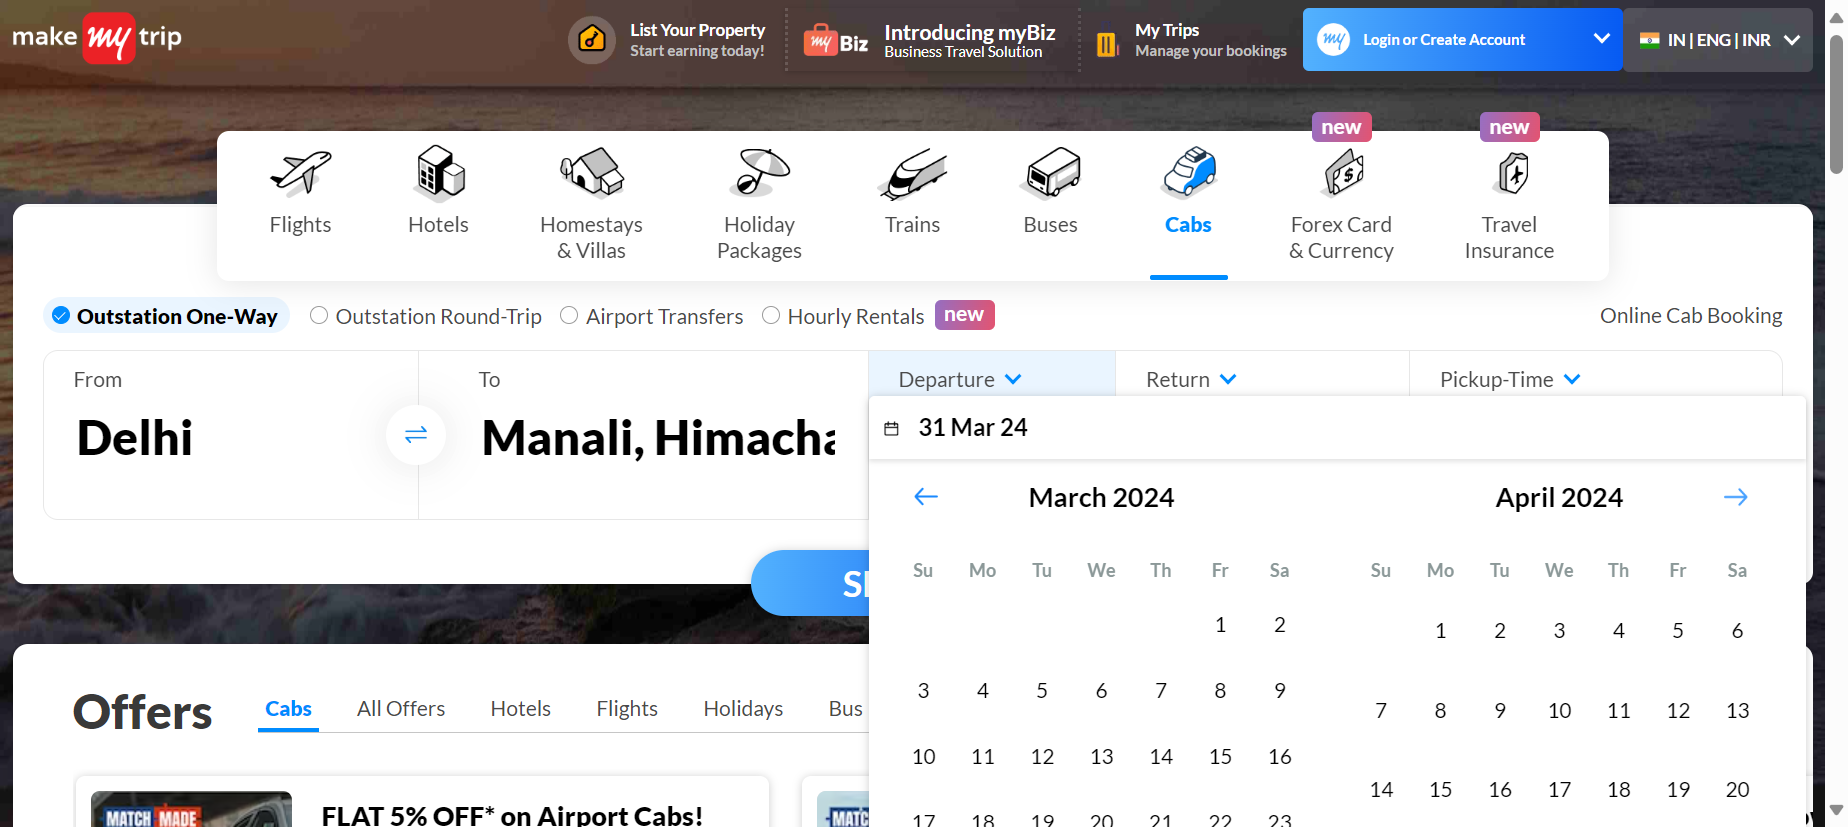 make my trip
List Your Property
Start earning today!
my Biz
Introducing myBiz
Business Travel Solution
My Trips
Manage your bookings
my
Login or Create Account
IN | ENG | INR
new
new
Flights
Hotels
Homestays
& Villas
Holiday
Packages
Trains
Buses
Cabs
Forex Card
& Currency
Travel
Insurance
Outstation One-Way
Outstation Round-Trip
Airport Transfers
Hourly Rentals
new
Online Cab Booking
From
Delhi
To
Manali, Himacha
Departure
Return
Pickup-Time
31 Mar 24
March 2024
April 2024
Su Mo Tu We Th Fr Sa
1 2
3 4 5 6 7 8 9
10 11 12 13 14 15 16
17 18 19 20 21 22 23
Su Mo Tu We Th Fr Sa
1 2 3 4 5 6
7 8 9 10 11 12 13
14 15 16 17 18 19 20
Offers
Cabs
All Offers
Hotels
Flights
Holidays
Bus
MATCH MADE
FLAT 5% OFF* on Airport Cabs!